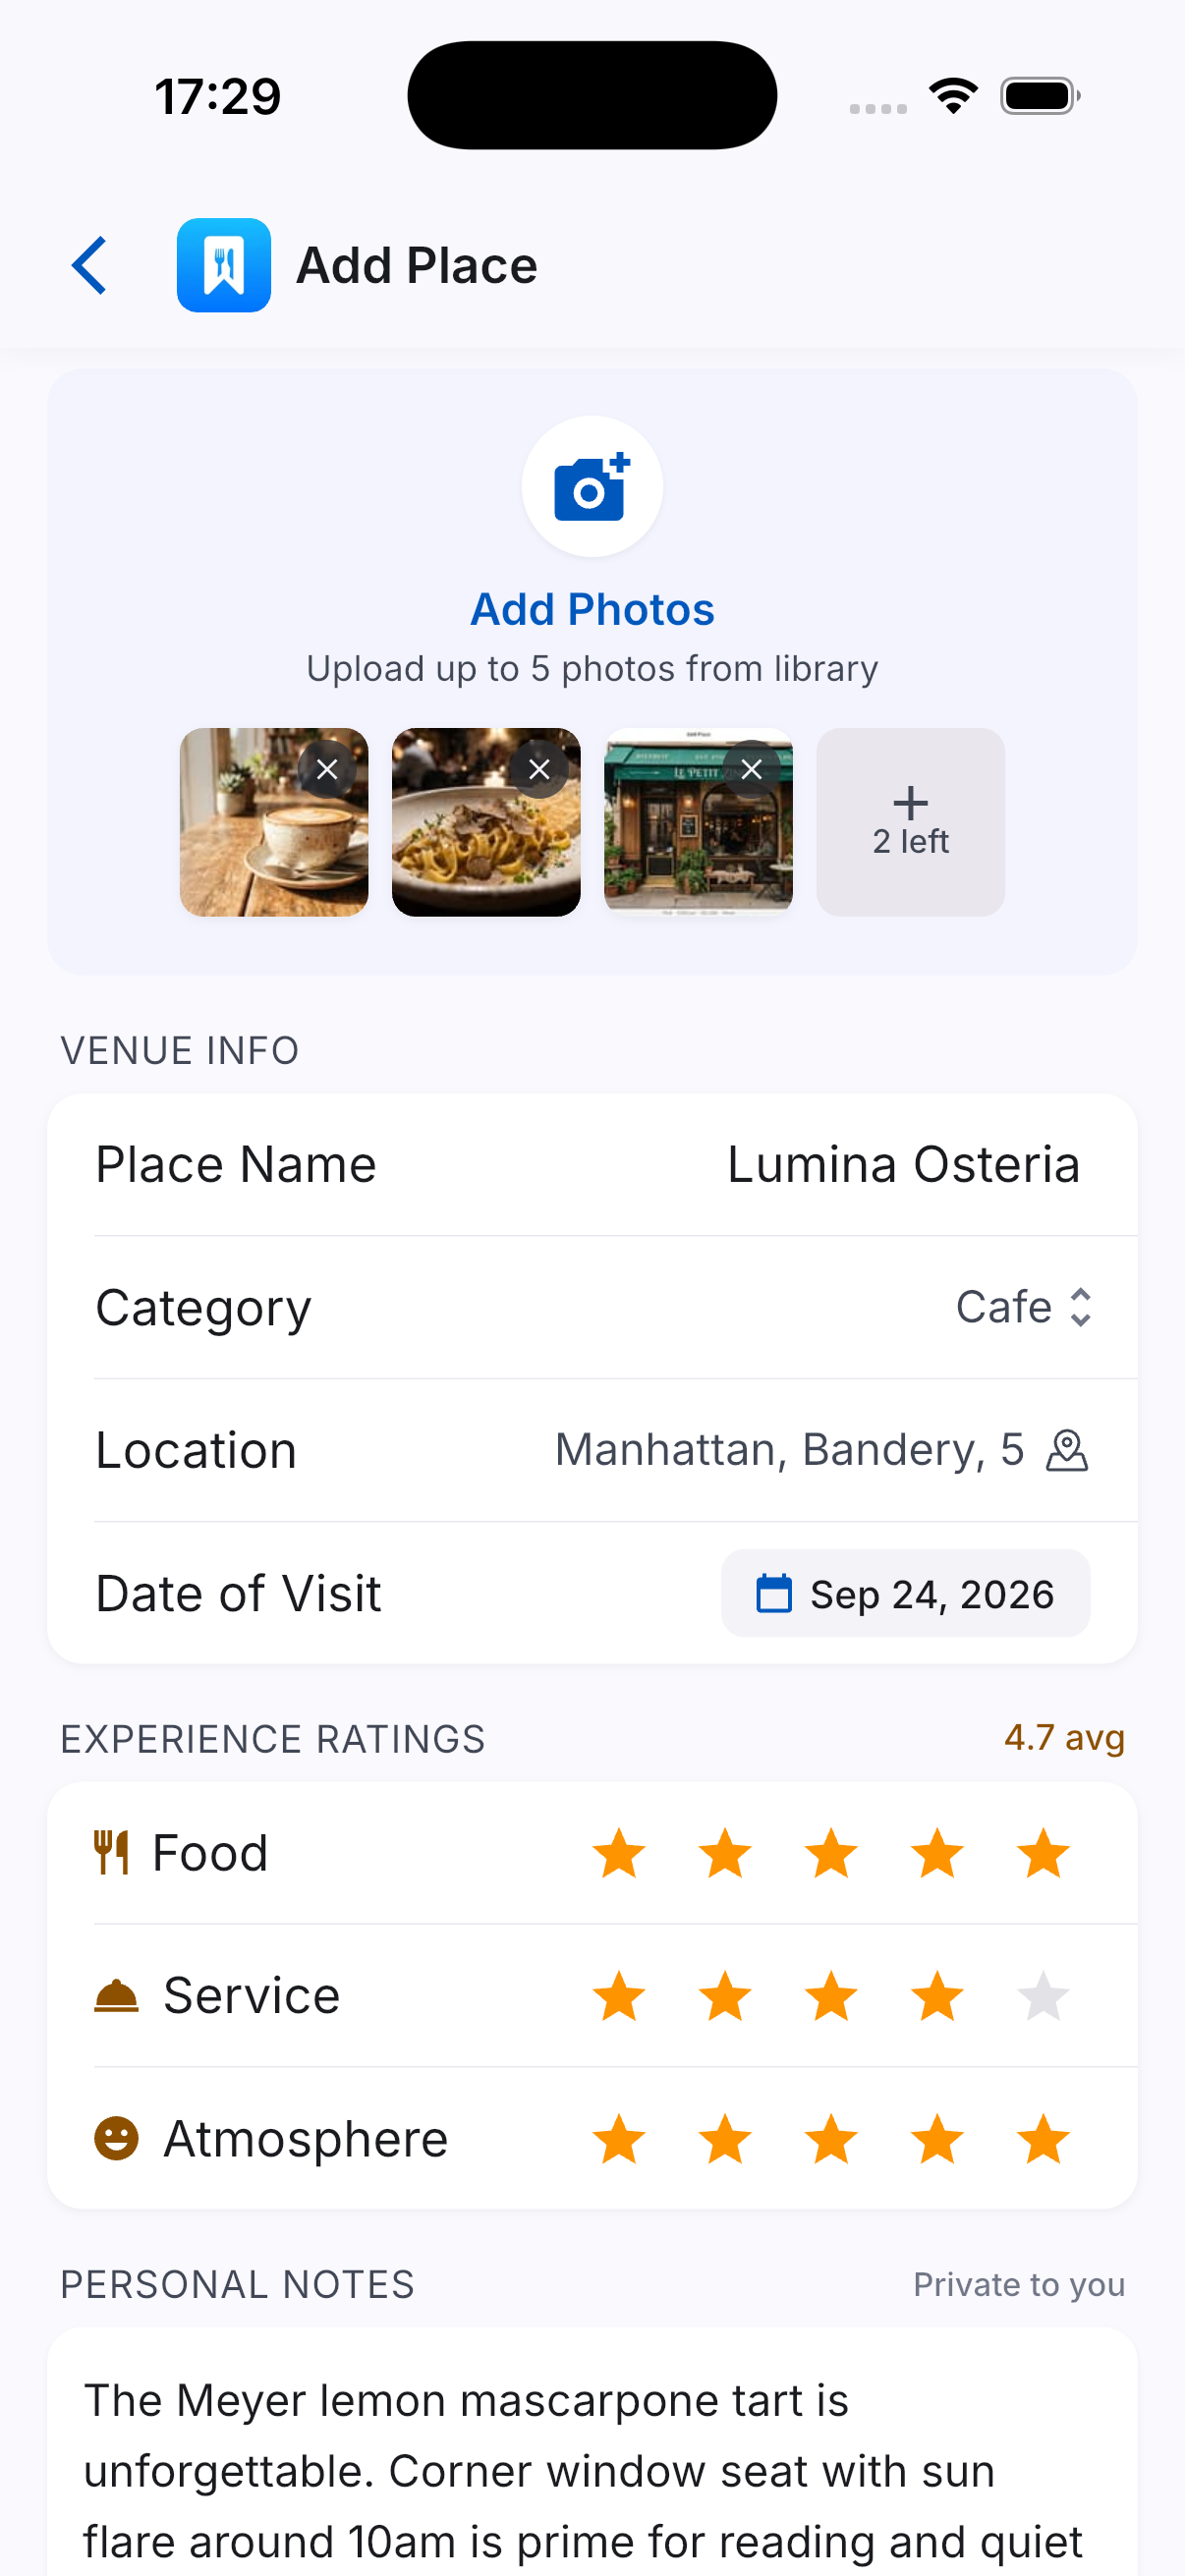 17:29
Add Place
Add Photos
Upload up to 5 photos from library
LE PETIT
2 left
VENUE INFO
Place Name Lumina Osteria
Category Cafe
Location Manhattan, Bandery, 5
Date of Visit Sep 24, 2026
EXPERIENCE RATINGS 4.7 avg
Food
Service
Atmosphere
PERSONAL NOTES Private to you
The Meyer lemon mascarpone tart is
unforgettable. Corner window seat with sun
flare around 10am is prime for reading and quiet